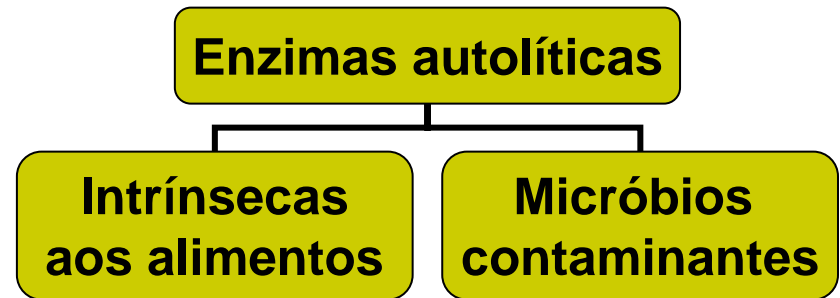 Enzimas autolíticas
Intrínsecas
aos alimentos
Micróbios
contaminantes